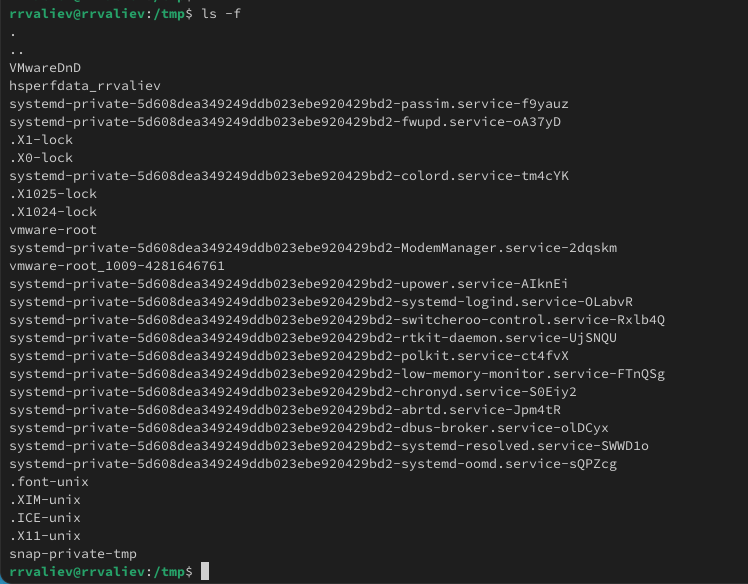 rrvaliev@rrvaliev:/tmp$ ls -f
.
..
VMwareDnD
hsperfdata_rrvaliev
systemd-private-5d608dea349249ddb023ebe920429bd2-passim.service-f9yauz
systemd-private-5d608dea349249ddb023ebe920429bd2-fwupd.service-oA37yD
.X1-lock
.X0-lock
systemd-private-5d608dea349249ddb023ebe920429bd2-colord.service-tm4cYK
.X1025-lock
.X1024-lock
vmware-root
systemd-private-5d608dea349249ddb023ebe920429bd2-ModemManager.service-2dqskm
vmware-root_1009-4281646761
systemd-private-5d608dea349249ddb023ebe920429bd2-upower.service-AIknEi
systemd-private-5d608dea349249ddb023ebe920429bd2-systemd-logind.service-OLabvR
systemd-private-5d608dea349249ddb023ebe920429bd2-switcheroo-control.service-Rxlb4Q
systemd-private-5d608dea349249ddb023ebe920429bd2-rtkit-daemon.service-UjSNQU
systemd-private-5d608dea349249ddb023ebe920429bd2-polkit.service-ct4fvX
systemd-private-5d608dea349249ddb023ebe920429bd2-low-memory-monitor.service-FTnQSg
systemd-private-5d608dea349249ddb023ebe920429bd2-chronyd.service-S0Eiy2
systemd-private-5d608dea349249ddb023ebe920429bd2-abrtd.service-Jpm4tR
systemd-private-5d608dea349249ddb023ebe920429bd2-dbus-broker.service-olDCyx
systemd-private-5d608dea349249ddb023ebe920429bd2-systemd-resolved.service-SWWD1o
systemd-private-5d608dea349249ddb023ebe920429bd2-systemd-oomd.service-sQPZcg
.font-unix
.XIM-unix
.ICE-unix
.X11-unix
snap-private-tmp
rrvaliev@rrvaliev:/tmp$